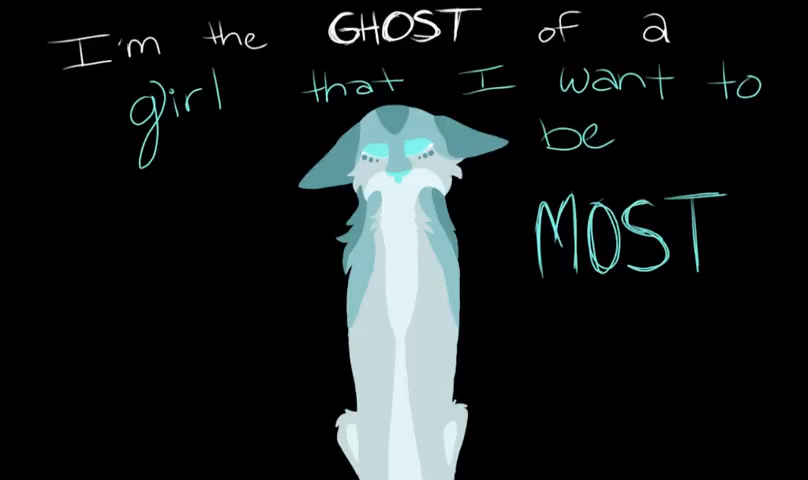 I'm the GHOST of a
girl that I want to
be
MOST